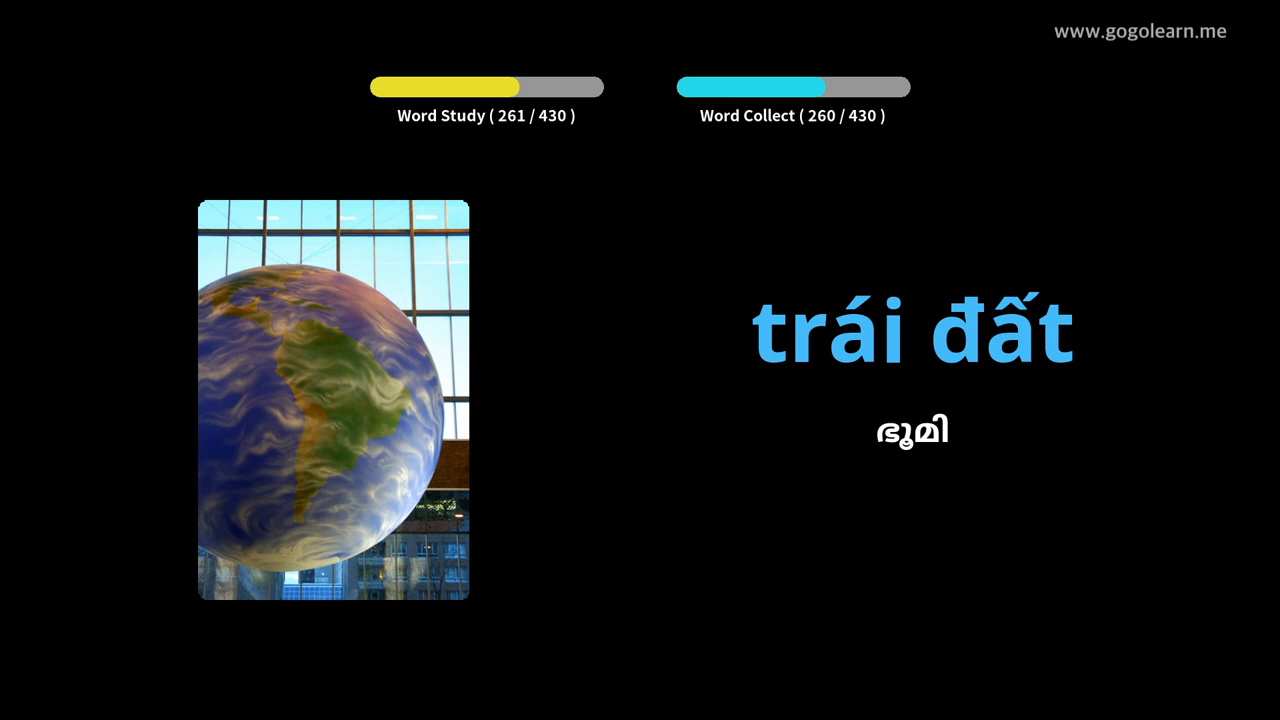 www.gogolearn.me
Word Study ( 261 / 430 )
Word Collect ( 260 / 430 )
trái đất
ഭൂമി